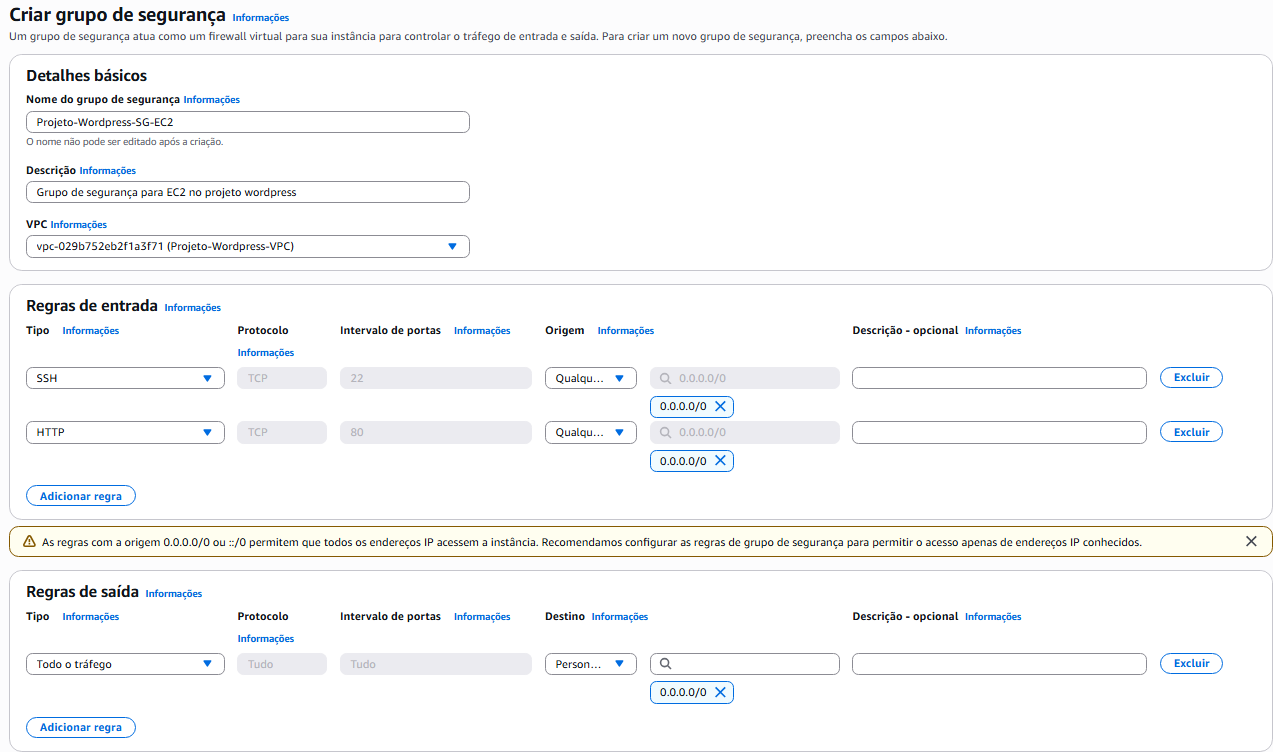 Criar grupo de segurança Informações
Um grupo de segurança atua como um firewall virtual para sua instância para controlar o tráfego de entrada e saída. Para criar um novo grupo de segurança, preencha os campos abaixo.
Detalhes básicos
Nome do grupo de segurança Informações
Projeto-Wordpress-SG-EC2
O nome não pode ser editado após a criação.
Descrição Informações
Grupo de segurança para EC2 no projeto wordpress
VPC Informações
vpc-029b752eb2f1a3f71 (Projeto-Wordpress-VPC)
Regras de entrada Informações
Tipo Informações Protocolo Intervalo de portas Informações Origem Informações Descrição - opcional Informações
Informações
SSH TCP 22 Qualqu... 0.0.0.0/0 Excluir
0.0.0.0/0
HTTP TCP 80 Qualqu... 0.0.0.0/0 Excluir
0.0.0.0/0
Adicionar regra
As regras com a origem 0.0.0.0/0 ou ::/0 permitem que todos os endereços IP acessem a instância. Recomendamos configurar as regras de grupo de segurança para permitir o acesso apenas de endereços IP conhecidos.
Regras de saída Informações
Tipo Informações Protocolo Intervalo de portas Informações Destino Informações Descrição - opcional Informações
Informações
Todo o tráfego Tudo Tudo Person... Excluir
0.0.0.0/0
Adicionar regra